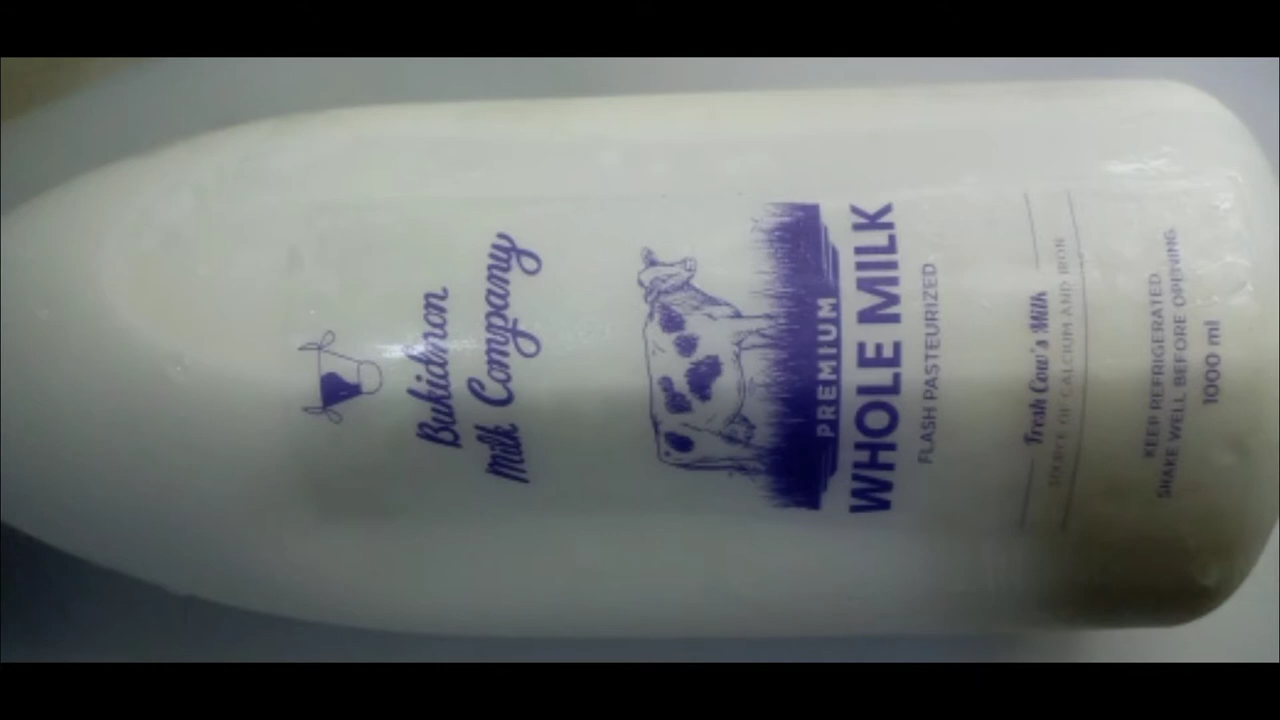 Bukidnon
Milk Company
PREMIUM
WHOLE MILK
FLASH PASTEURIZED
Fresh Cow's Milk
SOURCE OF CALCIUM AND IRON
KEEP REFRIGERATED
SHAKE WELL BEFORE OPENING
1000 ml